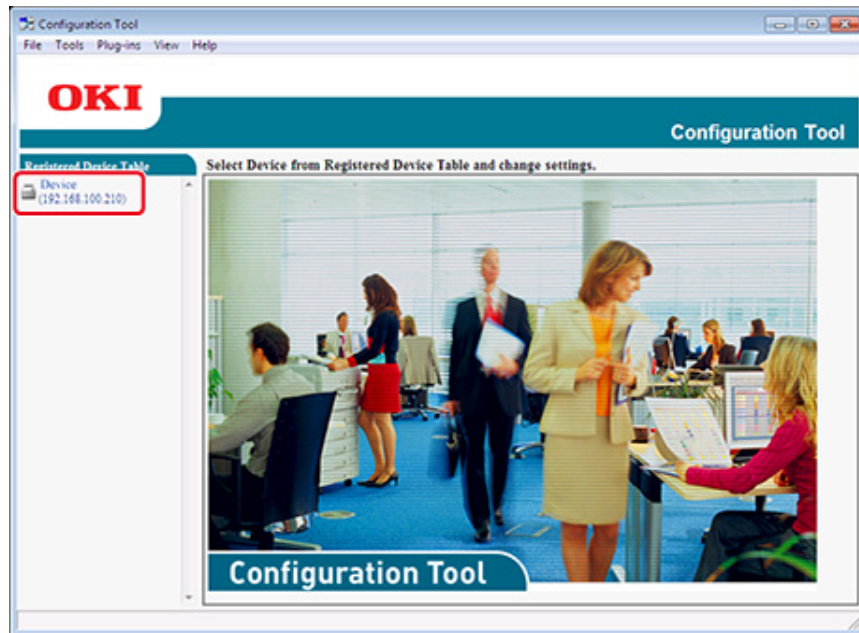 Configuration Tool
File Tools Plug-ins View Help
OKI
Configuration Tool
Registered Device Table
Select Device from Registered Device Table and change settings.
Device
(192.168.100.210)
Configuration Tool